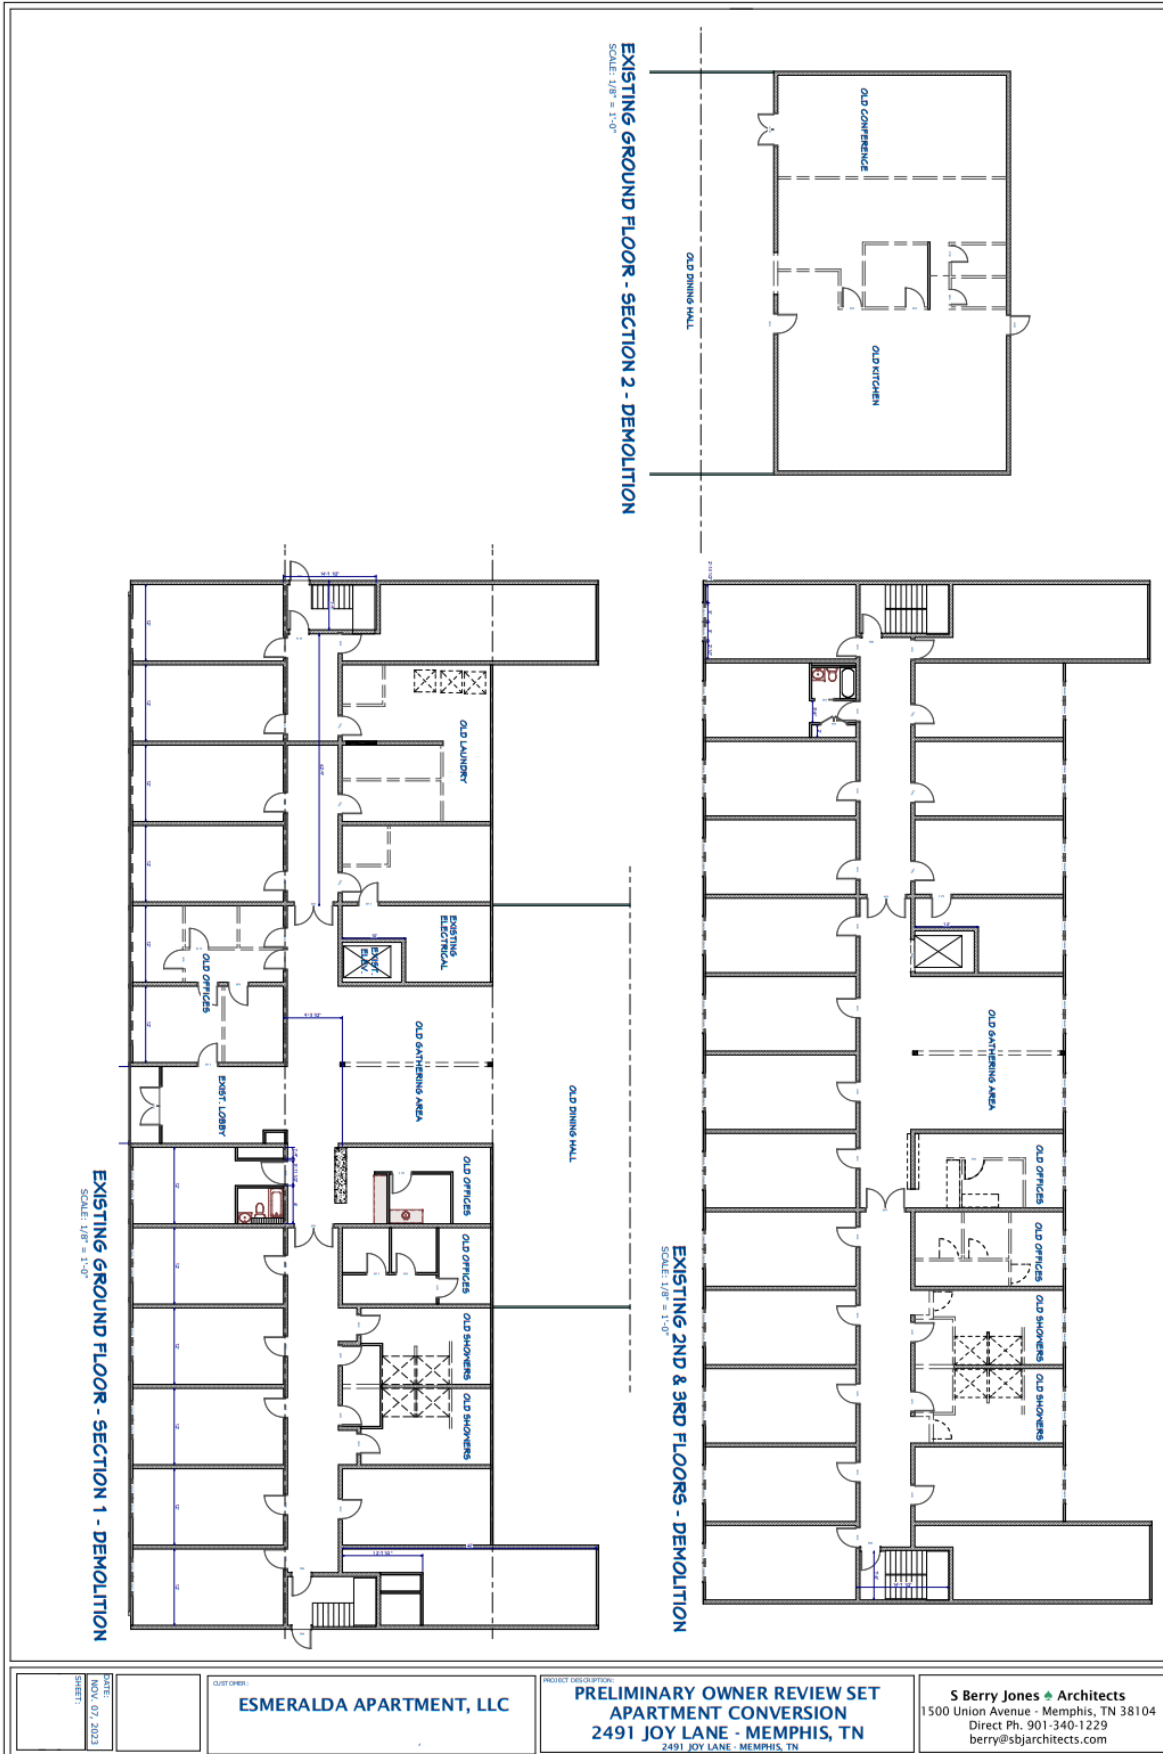 EXISTING GROUND FLOOR - SECTION 2 - DEMOLITION
SCALE: 1/8" = 1'-0"
OLD CONFERENCE
OLD DINING HALL
OLD KITCHEN
EXISTING GROUND FLOOR - SECTION 1 - DEMOLITION
SCALE: 1/8" = 1'-0"
OLD LAUNDRY
EXISTING
ELECTRICAL
EXIST.
ELEV.
OLD OFFICES
OLD GATHERING AREA
EXIST. LOBBY
OLD DINING HALL
OLD OFFICES
OLD OFFICES
OLD SHOWERS
OLD SHOWERS
EXISTING 2ND & 3RD FLOORS - DEMOLITION
SCALE: 1/8" = 1'-0"
OLD GATHERING AREA
OLD OFFICES
OLD OFFICES
OLD SHOWERS
OLD SHOWERS
SHEET:
DATE:
NOV. 07, 2023
CUSTOMER:
ESMERALDA APARTMENT, LLC
PROJECT DESCRIPTION:
PRELIMINARY OWNER REVIEW SET
APARTMENT CONVERSION
2491 JOY LANE - MEMPHIS, TN
2491 JOY LANE - MEMPHIS, TN
S Berry Jones ♠ Architects
1500 Union Avenue - Memphis, TN 38104
Direct Ph. 901-340-1229
berry@sbjarchitects.com